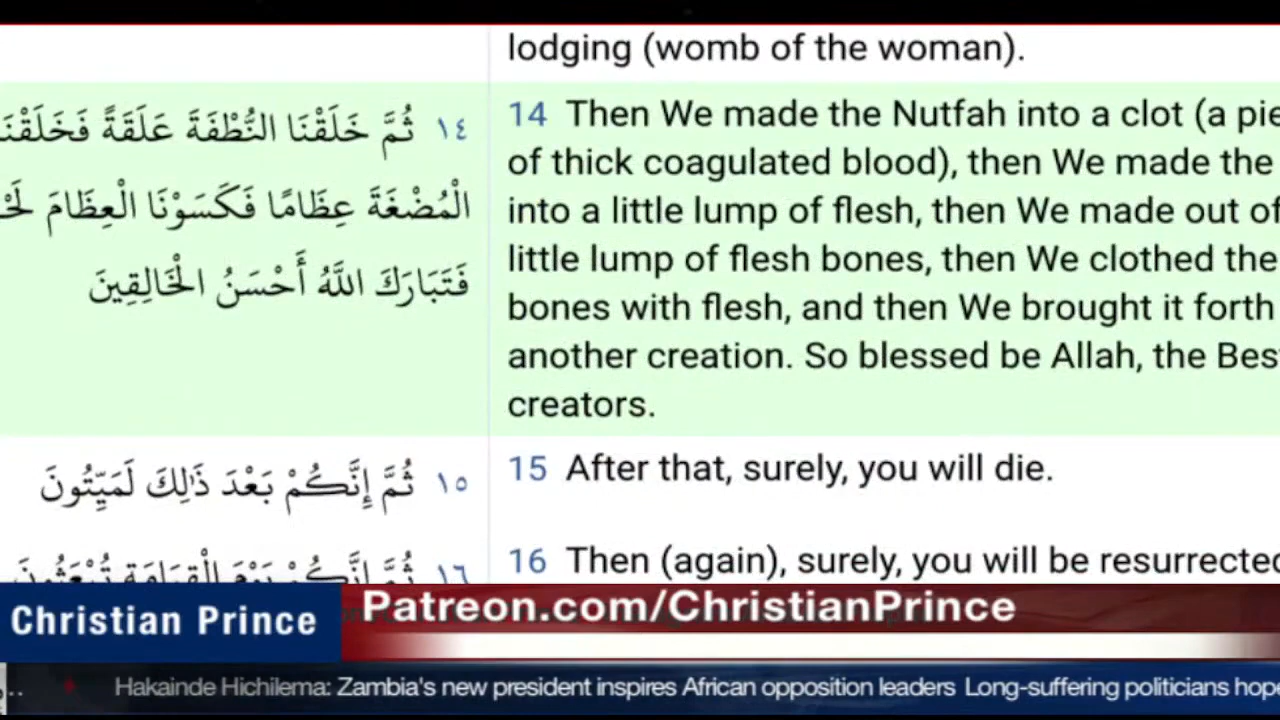 lodging (womb of the woman).
١٤ ثُمَّ خَلَقْنَا النُّطْفَةَ عَلَقَةً فَخَلَقْنَا
الْمُضْغَةَ عِظَامًا فَكَسَوْنَا الْعِظَامَ
فَتَبَارَكَ اللَّهُ أَحْسَنُ الْخَالِقِينَ
14 Then We made the Nutfah into a clot (a pie
of thick coagulated blood), then We made the
into a little lump of flesh, then We made out of
little lump of flesh bones, then We clothed the
bones with flesh, and then We brought it forth
another creation. So blessed be Allah, the Bes
creators.
١٥ ثُمَّ إِنَّكُمْ بَعْدَ ذَٰلِكَ لَمَيِّتُونَ
15 After that, surely, you will die.
١٦ ثُمَّ إِنَّكُمْ يَوْمَ الْقِيَامَةِ تُبْعَثُونَ
16 Then (again), surely, you will be resurrected
Christian Prince
Patreon.com/ChristianPrince
Hakainde Hichilema: Zambia's new president inspires African opposition leaders Long-suffering politicians hope